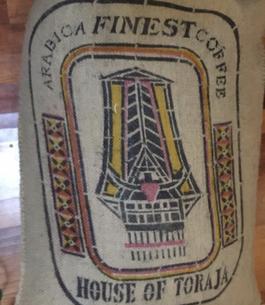 ARABICA FINEST COFFEE
HOUSE OF TORAJA